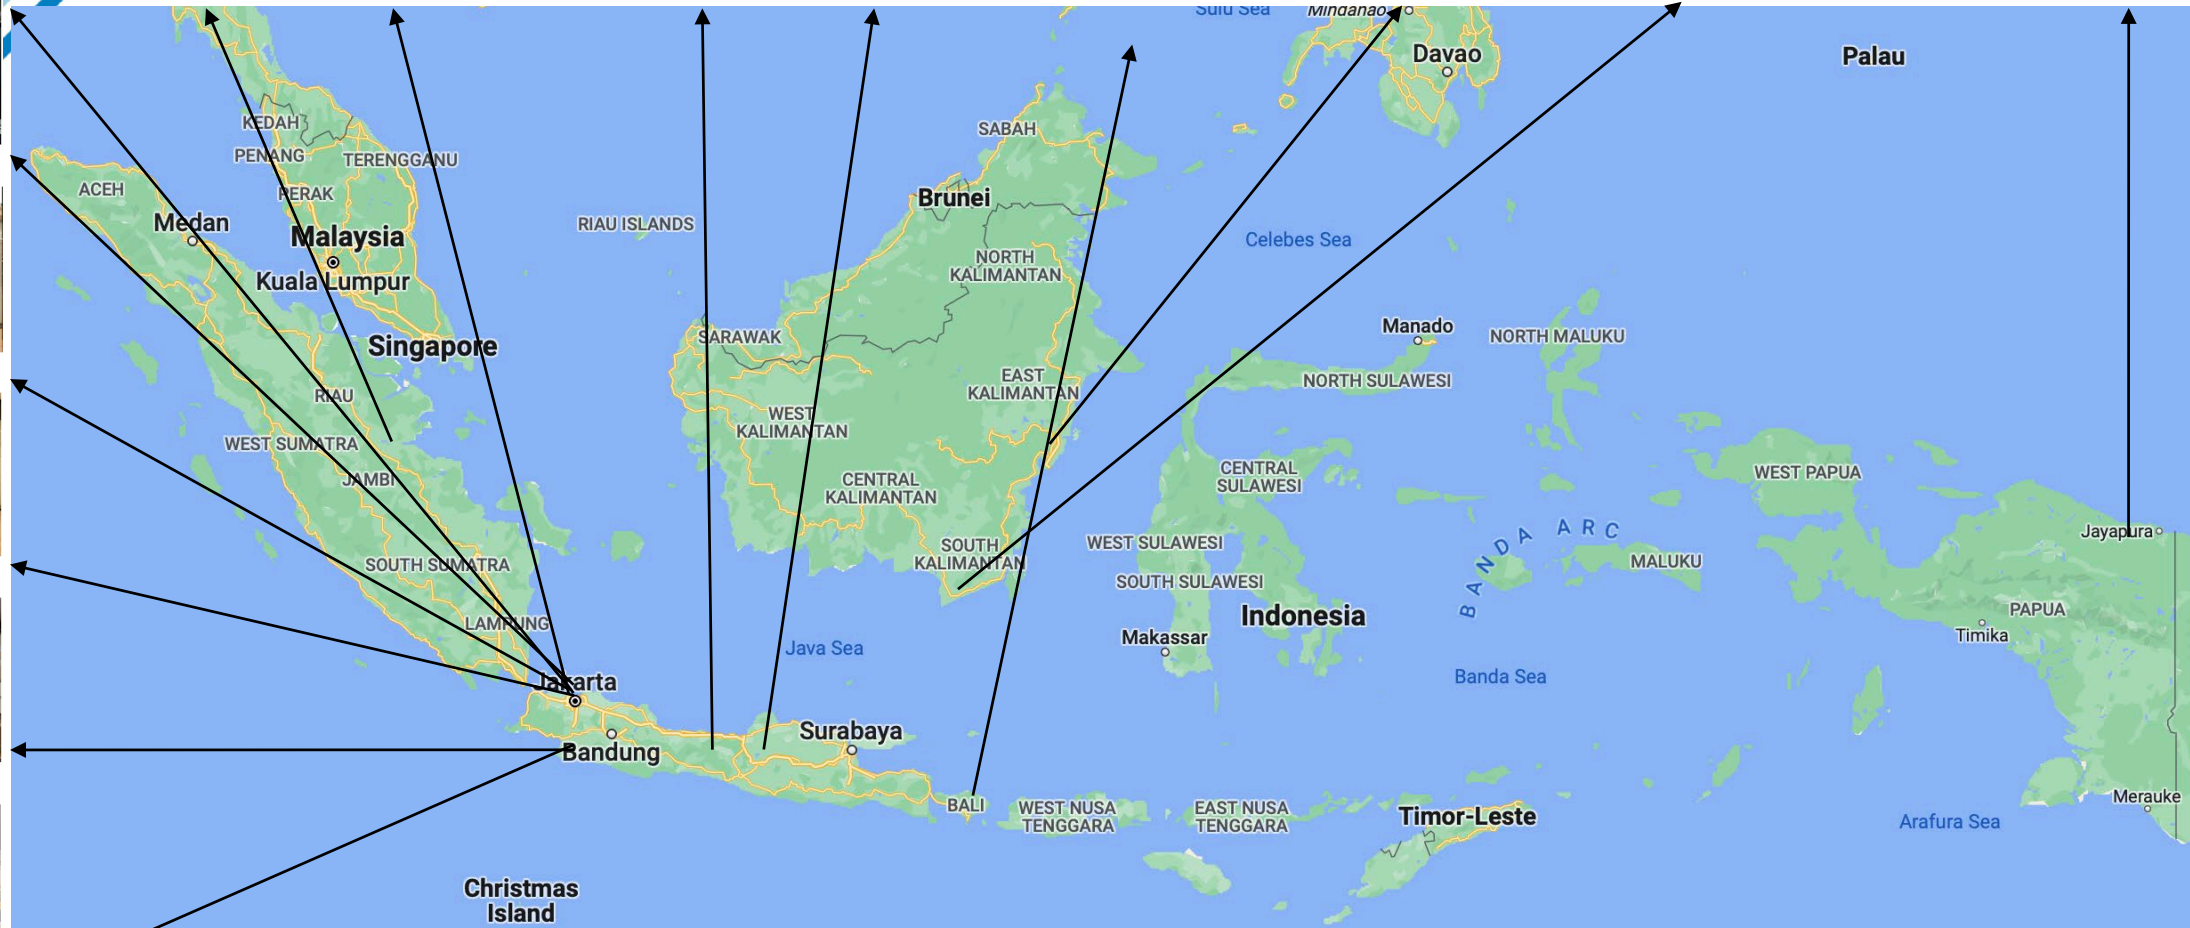 Sulu Sea
Mindanao
Davao
Palau
KEDAH
SABAH
PENANG
TERENGGANU
ACEH
PERAK
Brunei
Medan
RIAU ISLANDS
Malaysia
Celebes Sea
NORTH
KALIMANTAN
Kuala Lumpur
Manado
SARAWAK
NORTH MALUKU
Singapore
EAST
KALIMANTAN
NORTH SULAWESI
RIAU
WEST
KALIMANTAN
WEST SUMATRA
CENTRAL
SULAWESI
WEST PAPUA
JAMBI
CENTRAL
KALIMANTAN
BANDA ARC
Jayapura
SOUTH
KALIMANTAN
WEST SULAWESI
MALUKU
SOUTH SUMATRA
SOUTH SULAWESI
PAPUA
Indonesia
LAMPUNG
Makassar
Timika
Java Sea
Banda Sea
Jakarta
Surabaya
Bandung
Merauke
BALI
WEST NUSA
TENGGARA
EAST NUSA
TENGGARA
Timor-Leste
Arafura Sea
Christmas
Island